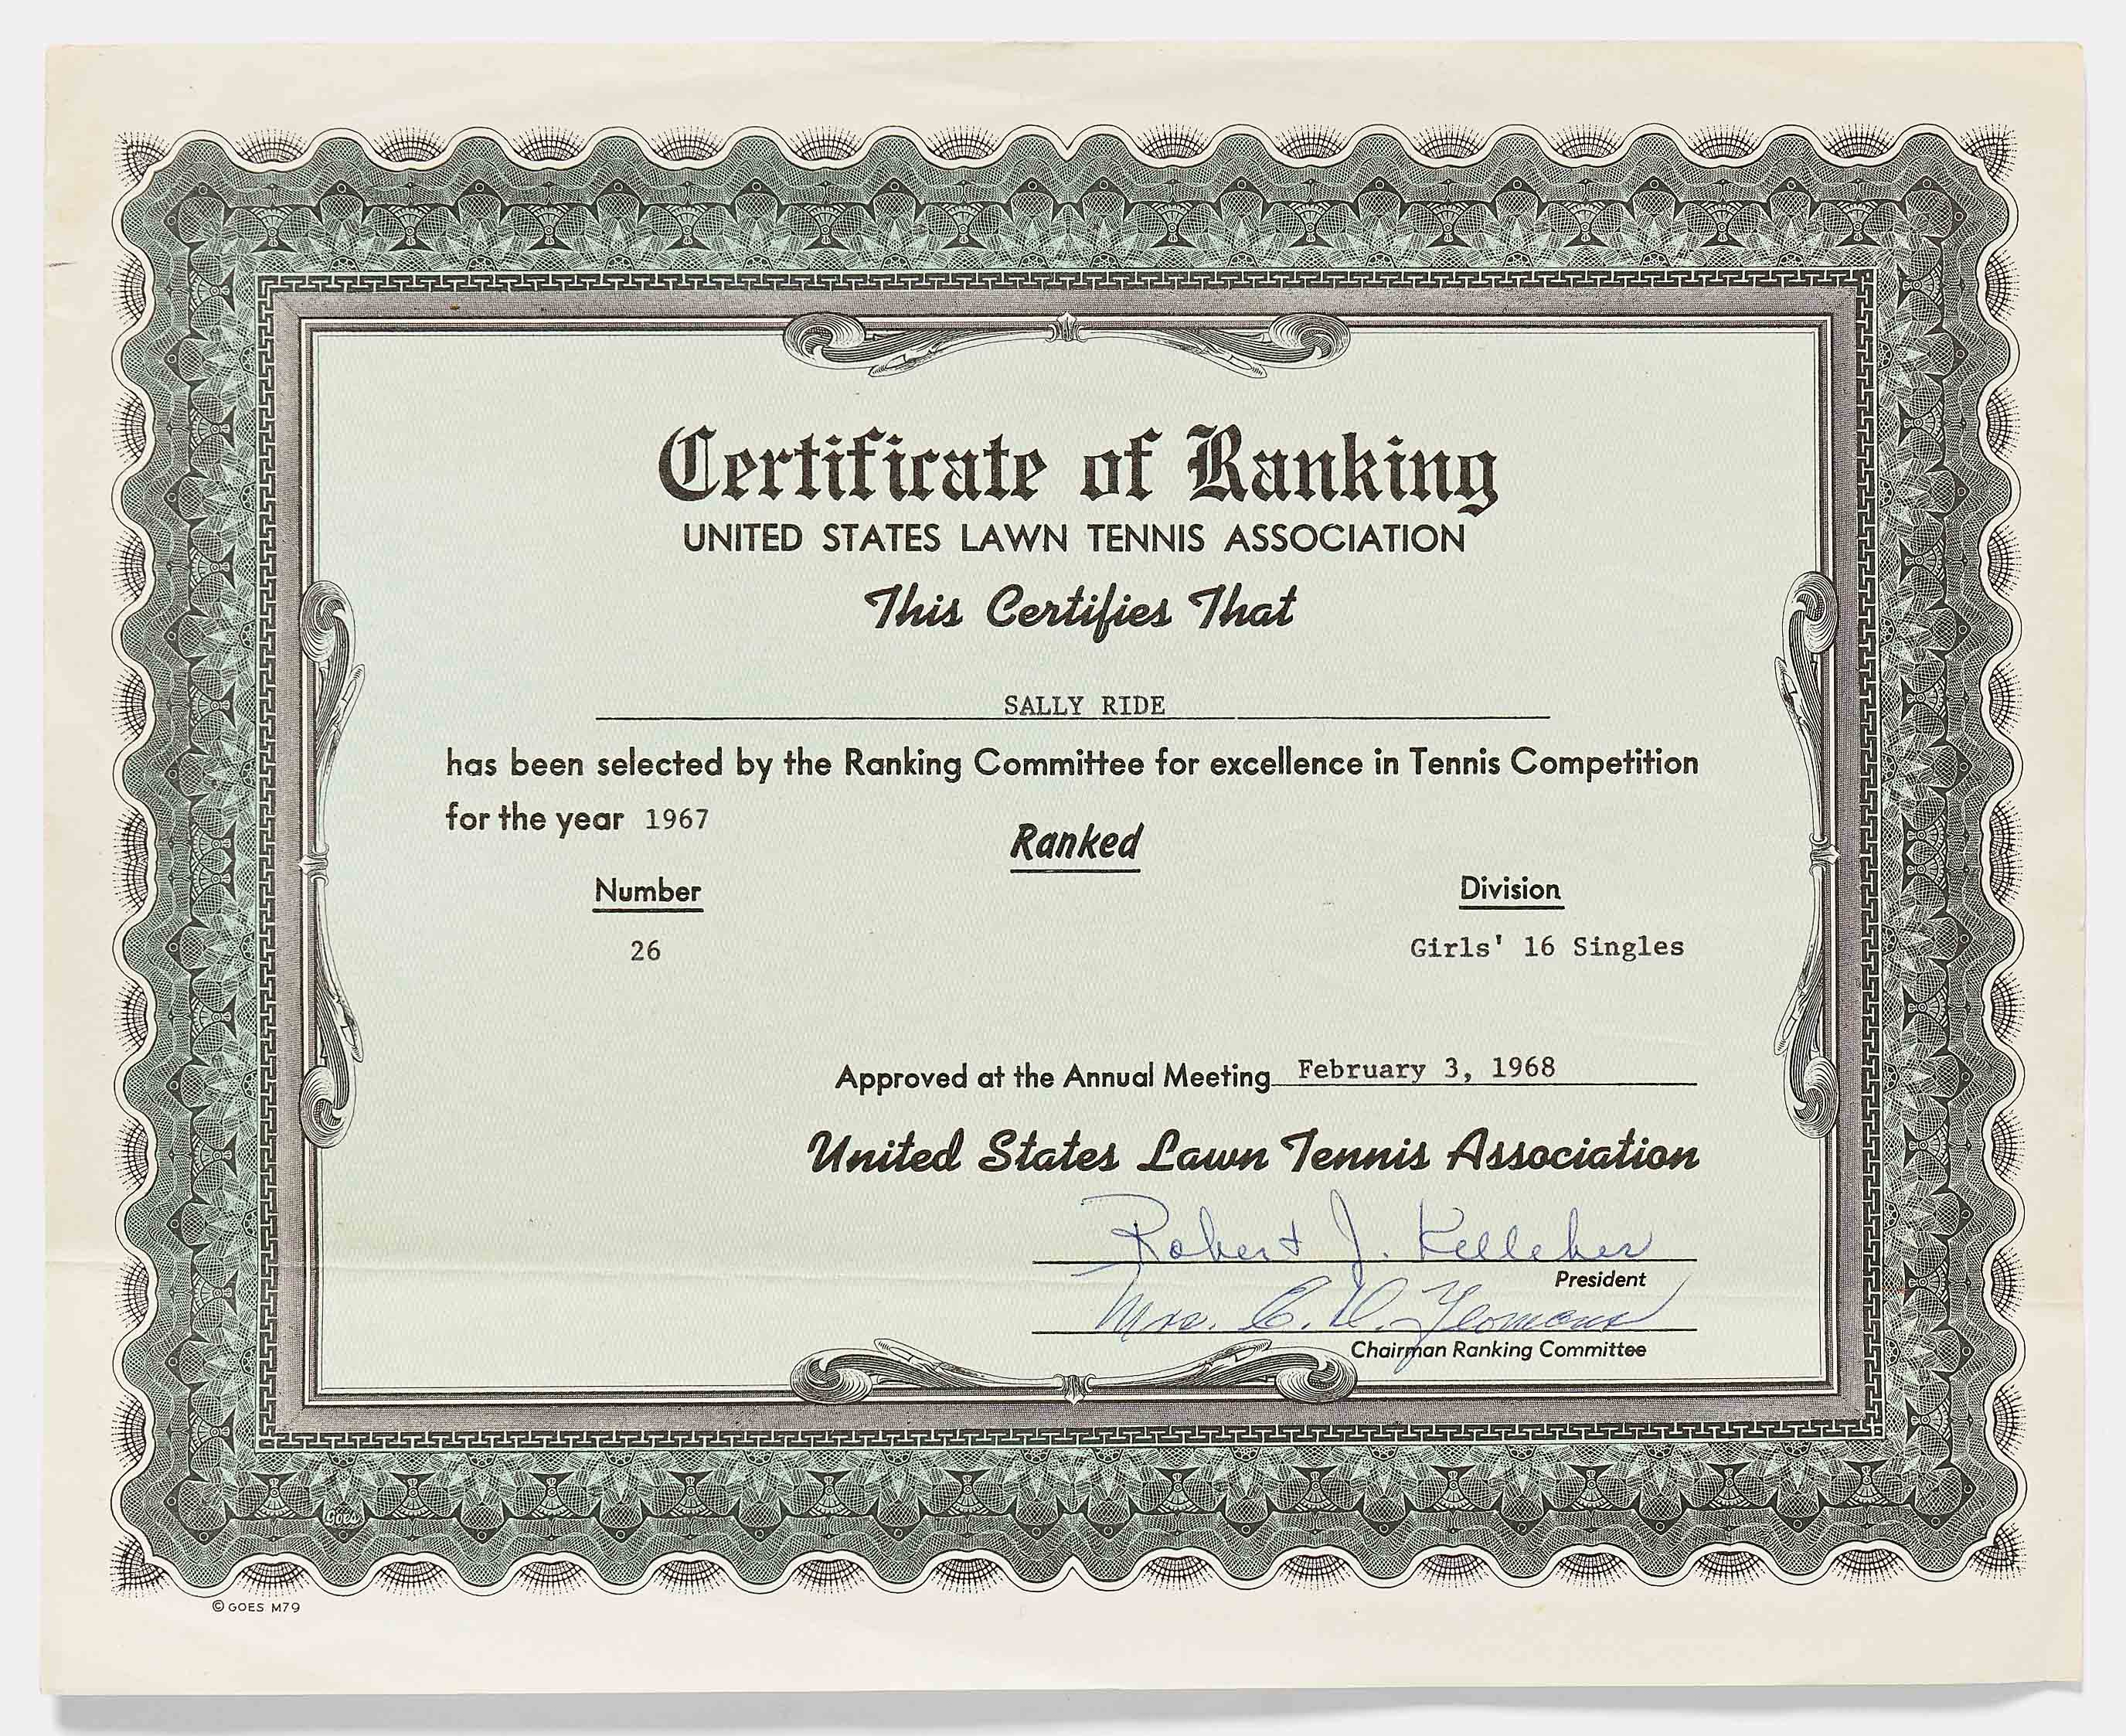 Certificate of Ranking
UNITED STATES LAWN TENNIS ASSOCIATION
This Certifies That
SALLY RIDE
has been selected by the Ranking Committee for excellence in Tennis Competition
for the year 1967
Ranked
Number
Division
26
Girls' 16 Singles
Approved at the Annual Meeting February 3, 1968
United States Lawn Tennis Association
Robert J. Kelleher
President
Mrs. C. D. Yeomans
Chairman Ranking Committee
Goes
© GOES M79